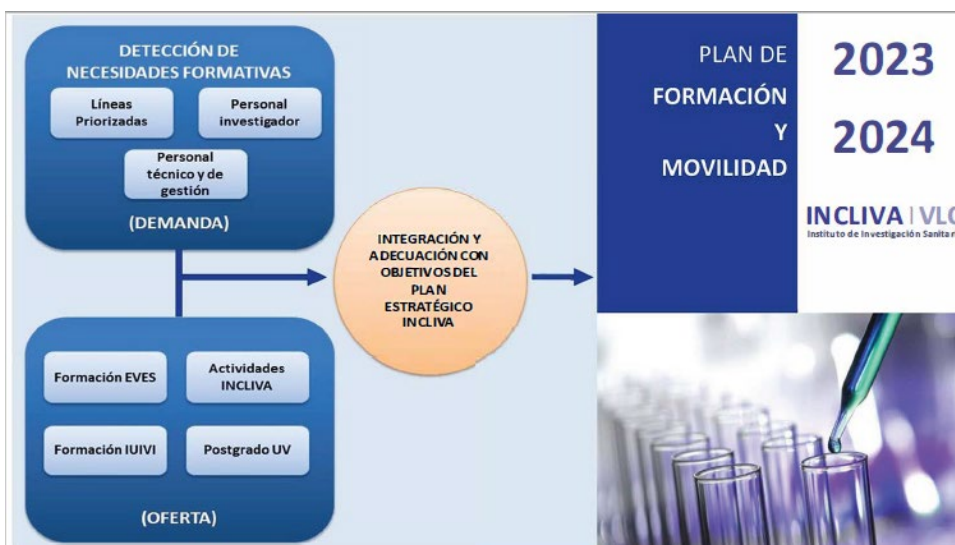 DETECCIÓN DE
NECESIDADES FORMATIVAS
Líneas
Priorizadas
Personal
investigador
Personal
técnico y de
gestión
(DEMANDA)
INTEGRACIÓN Y
ADECUACIÓN CON
OBJETIVOS DEL
PLAN
ESTRATÉGICO
INCLIVA
Formación EVES
Actividades
INCLIVA
Formación IUIVI
Postgrado UV
(OFERTA)
PLAN DE
FORMACIÓN
Y
MOVILIDAD
2023
2024
INCLIVA | VLC
Instituto de Investigación Sanitar